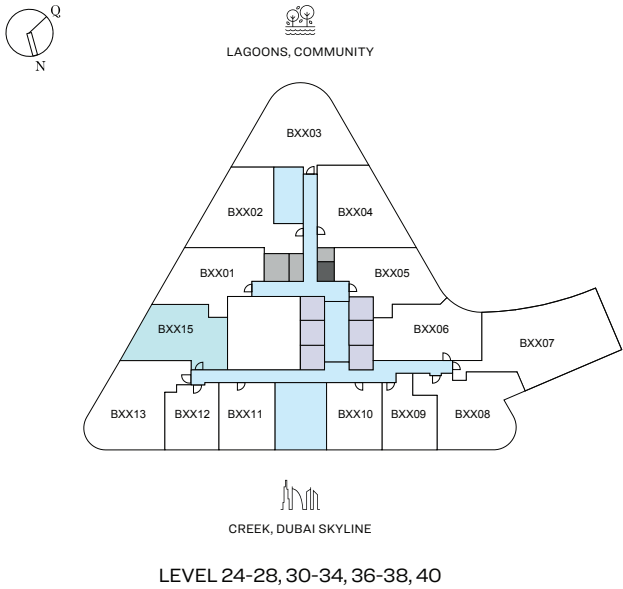 Q
N
LAGOONS, COMMUNITY
BXX03
BXX02
BXX04
BXX01
BXX05
BXX15
BXX06
BXX07
BXX13
BXX12
BXX11
BXX10
BXX09
BXX08
CREEK, DUBAI SKYLINE
LEVEL 24-28, 30-34, 36-38, 40